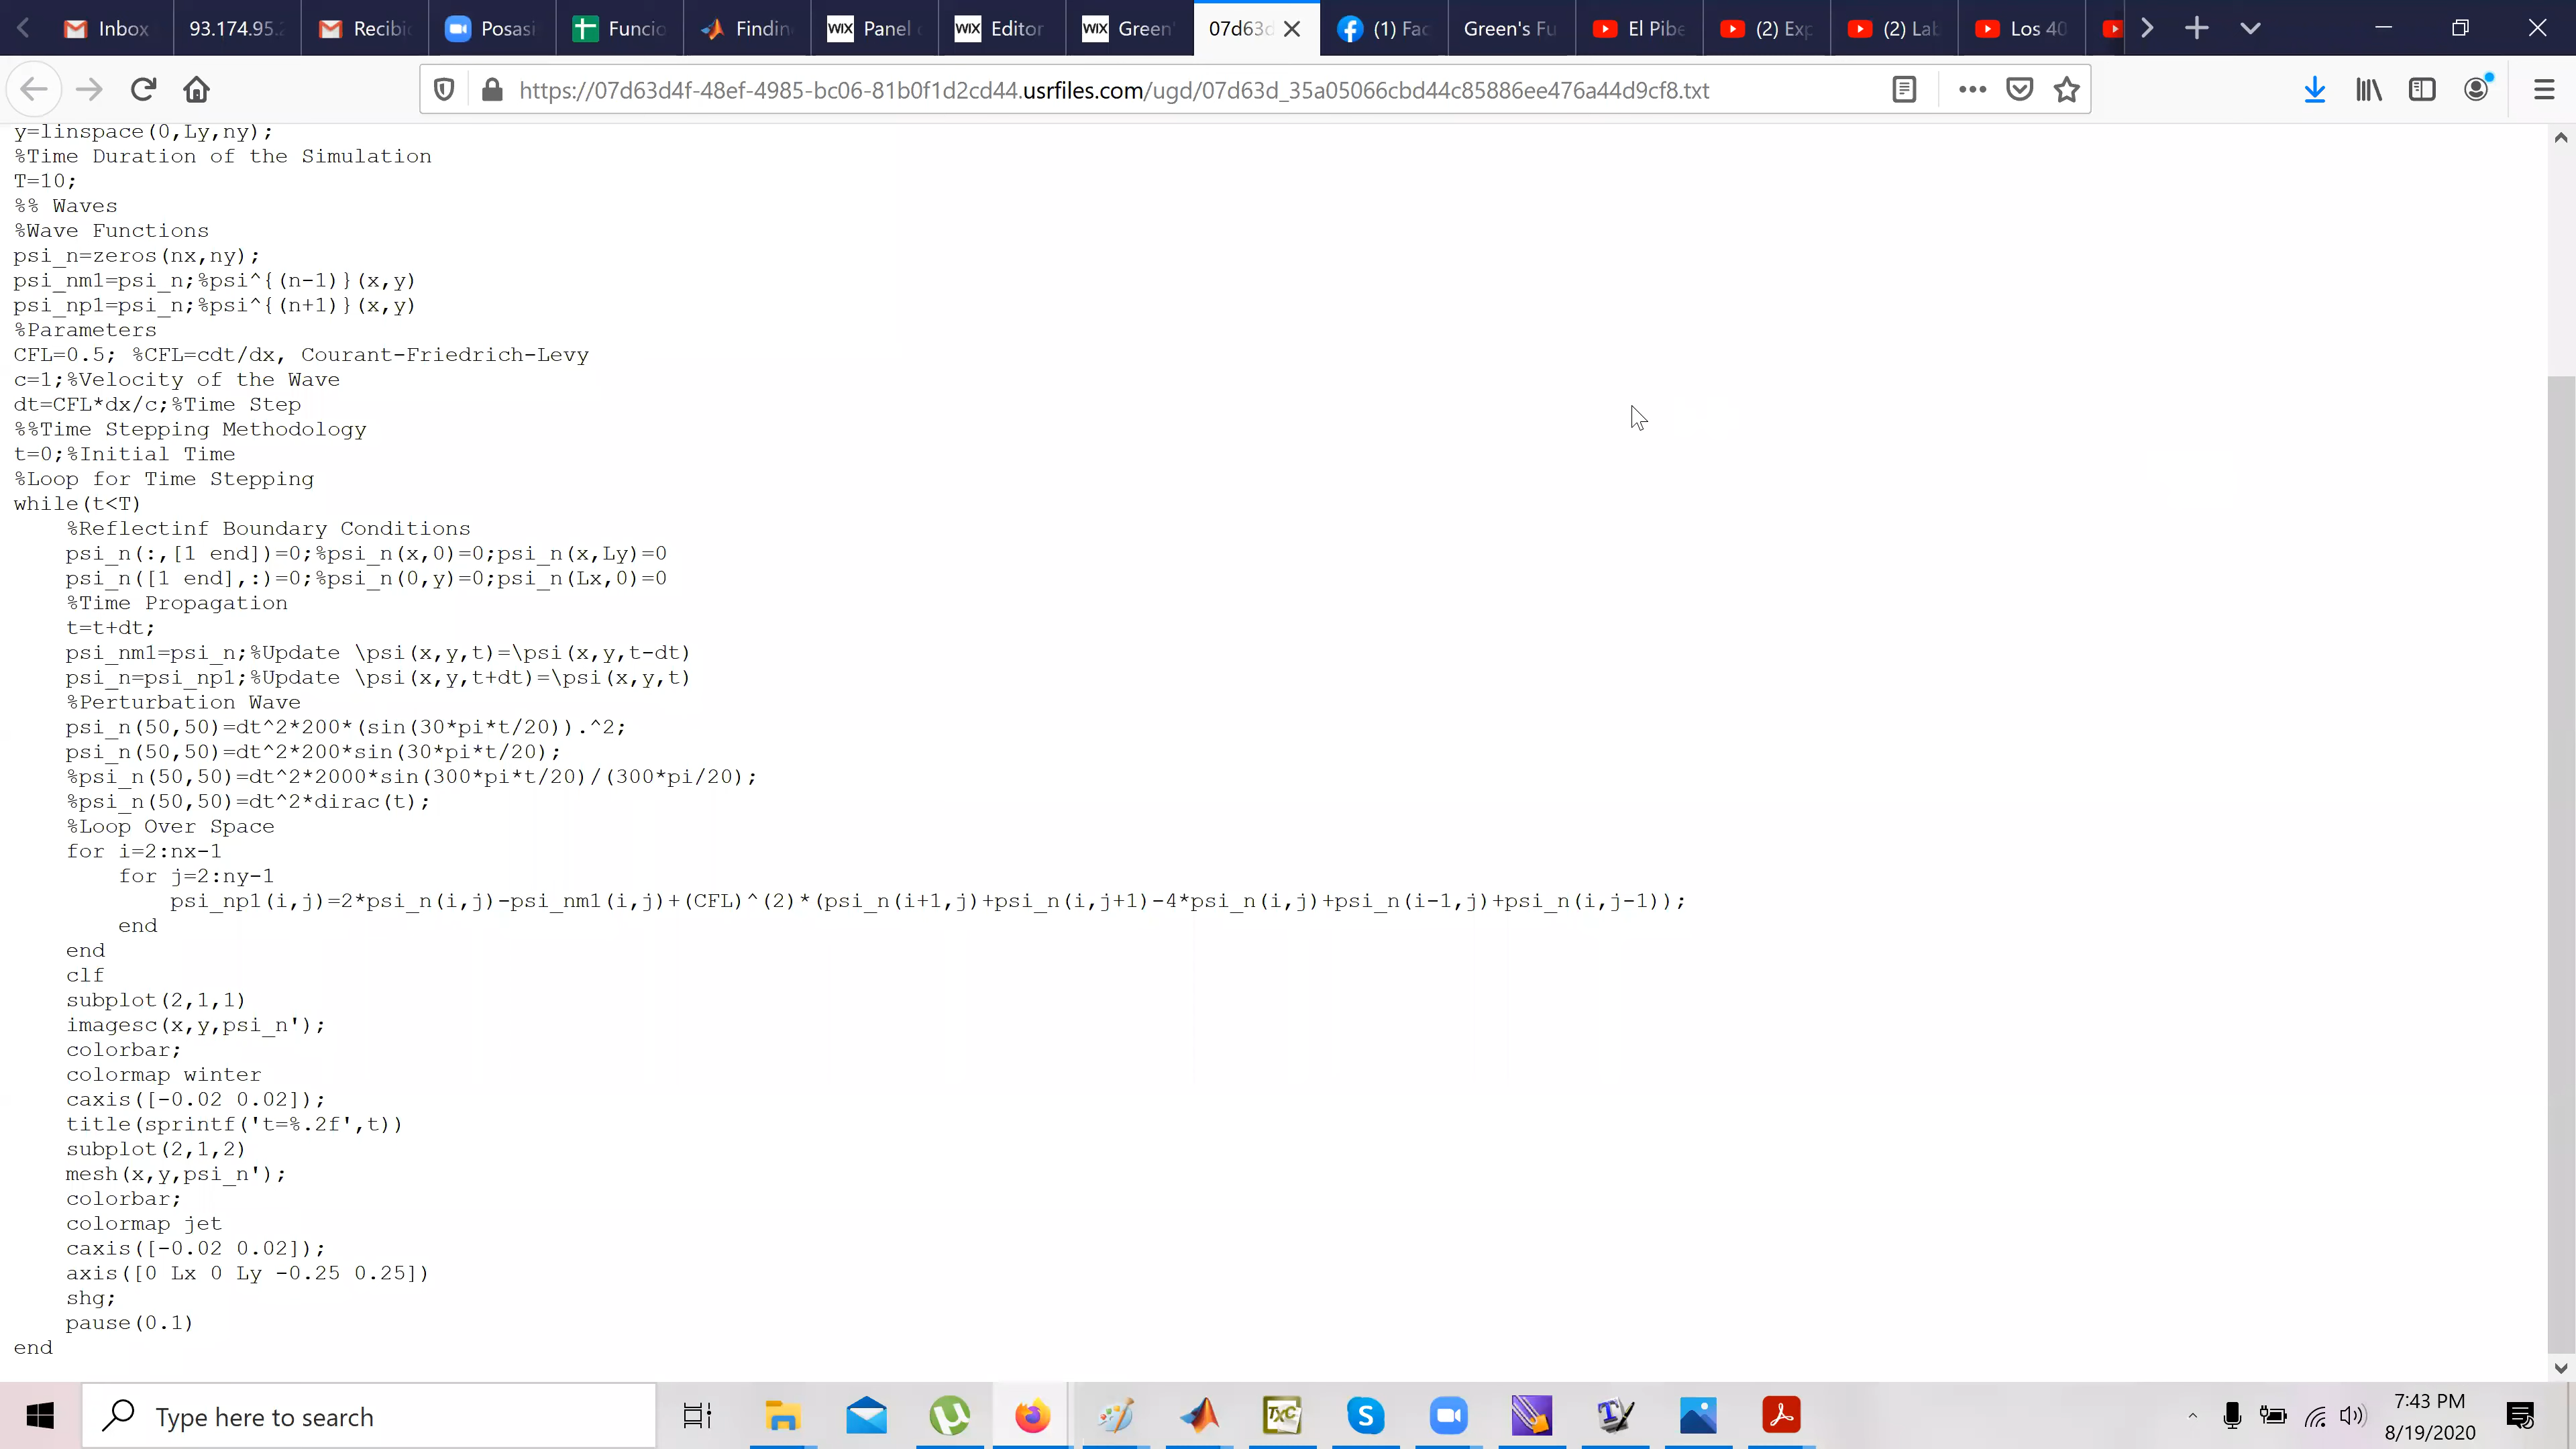 Inbox
93.174.95.2
Recibi
Posasi
Funcio
Findin
WIX Panel
WIX Editor
WIX Green'
07d63d
(1) Fac
Green's Fu
El Pibe
(2) Exp
(2) Lab
Los 40
https://07d63d4f-48ef-4985-bc06-81b0f1d2cd44.usrfiles.com/ugd/07d63d_35a05066cbd44c85886ee476a44d9cf8.txt
y=linspace(0,Ly,ny);
%Time Duration of the Simulation
T=10;
%% Waves
%Wave Functions
psi_n=zeros(nx,ny);
psi_nm1=psi_n;%psi^{(n-1)}(x,y)
psi_np1=psi_n;%psi^{(n+1)}(x,y)
%Parameters
CFL=0.5; %CFL=cdt/dx, Courant-Friedrich-Levy
c=1;%Velocity of the Wave
dt=CFL*dx/c;%Time Step
%%Time Stepping Methodology
t=0;%Initial Time
%Loop for Time Stepping
while(t<T)
    %Reflectinf Boundary Conditions
    psi_n(:,[1 end])=0;%psi_n(x,0)=0;psi_n(x,Ly)=0
    psi_n([1 end],:)=0;%psi_n(0,y)=0;psi_n(Lx,0)=0
    %Time Propagation
    t=t+dt;
    psi_nm1=psi_n;%Update \psi(x,y,t)=\psi(x,y,t-dt)
    psi_n=psi_np1;%Update \psi(x,y,t+dt)=\psi(x,y,t)
    %Perturbation Wave
    psi_n(50,50)=dt^2*200*(sin(30*pi*t/20)).^2;
    psi_n(50,50)=dt^2*200*sin(30*pi*t/20);
    %psi_n(50,50)=dt^2*2000*sin(300*pi*t/20)/(300*pi/20);
    %psi_n(50,50)=dt^2*dirac(t);
    %Loop Over Space
    for i=2:nx-1
        for j=2:ny-1
            psi_np1(i,j)=2*psi_n(i,j)-psi_nm1(i,j)+(CFL)^(2)*(psi_n(i+1,j)+psi_n(i,j+1)-4*psi_n(i,j)+psi_n(i-1,j)+psi_n(i,j-1));
        end
    end
    clf
    subplot(2,1,1)
    imagesc(x,y,psi_n');
    colorbar;
    colormap winter
    caxis([-0.02 0.02]);
    title(sprintf('t=%.2f',t))
    subplot(2,1,2)
    mesh(x,y,psi_n');
    colorbar;
    colormap jet
    caxis([-0.02 0.02]);
    axis([0 Lx 0 Ly -0.25 0.25])
    shg;
    pause(0.1)
end
Type here to search
TXC
7:43 PM
8/19/2020